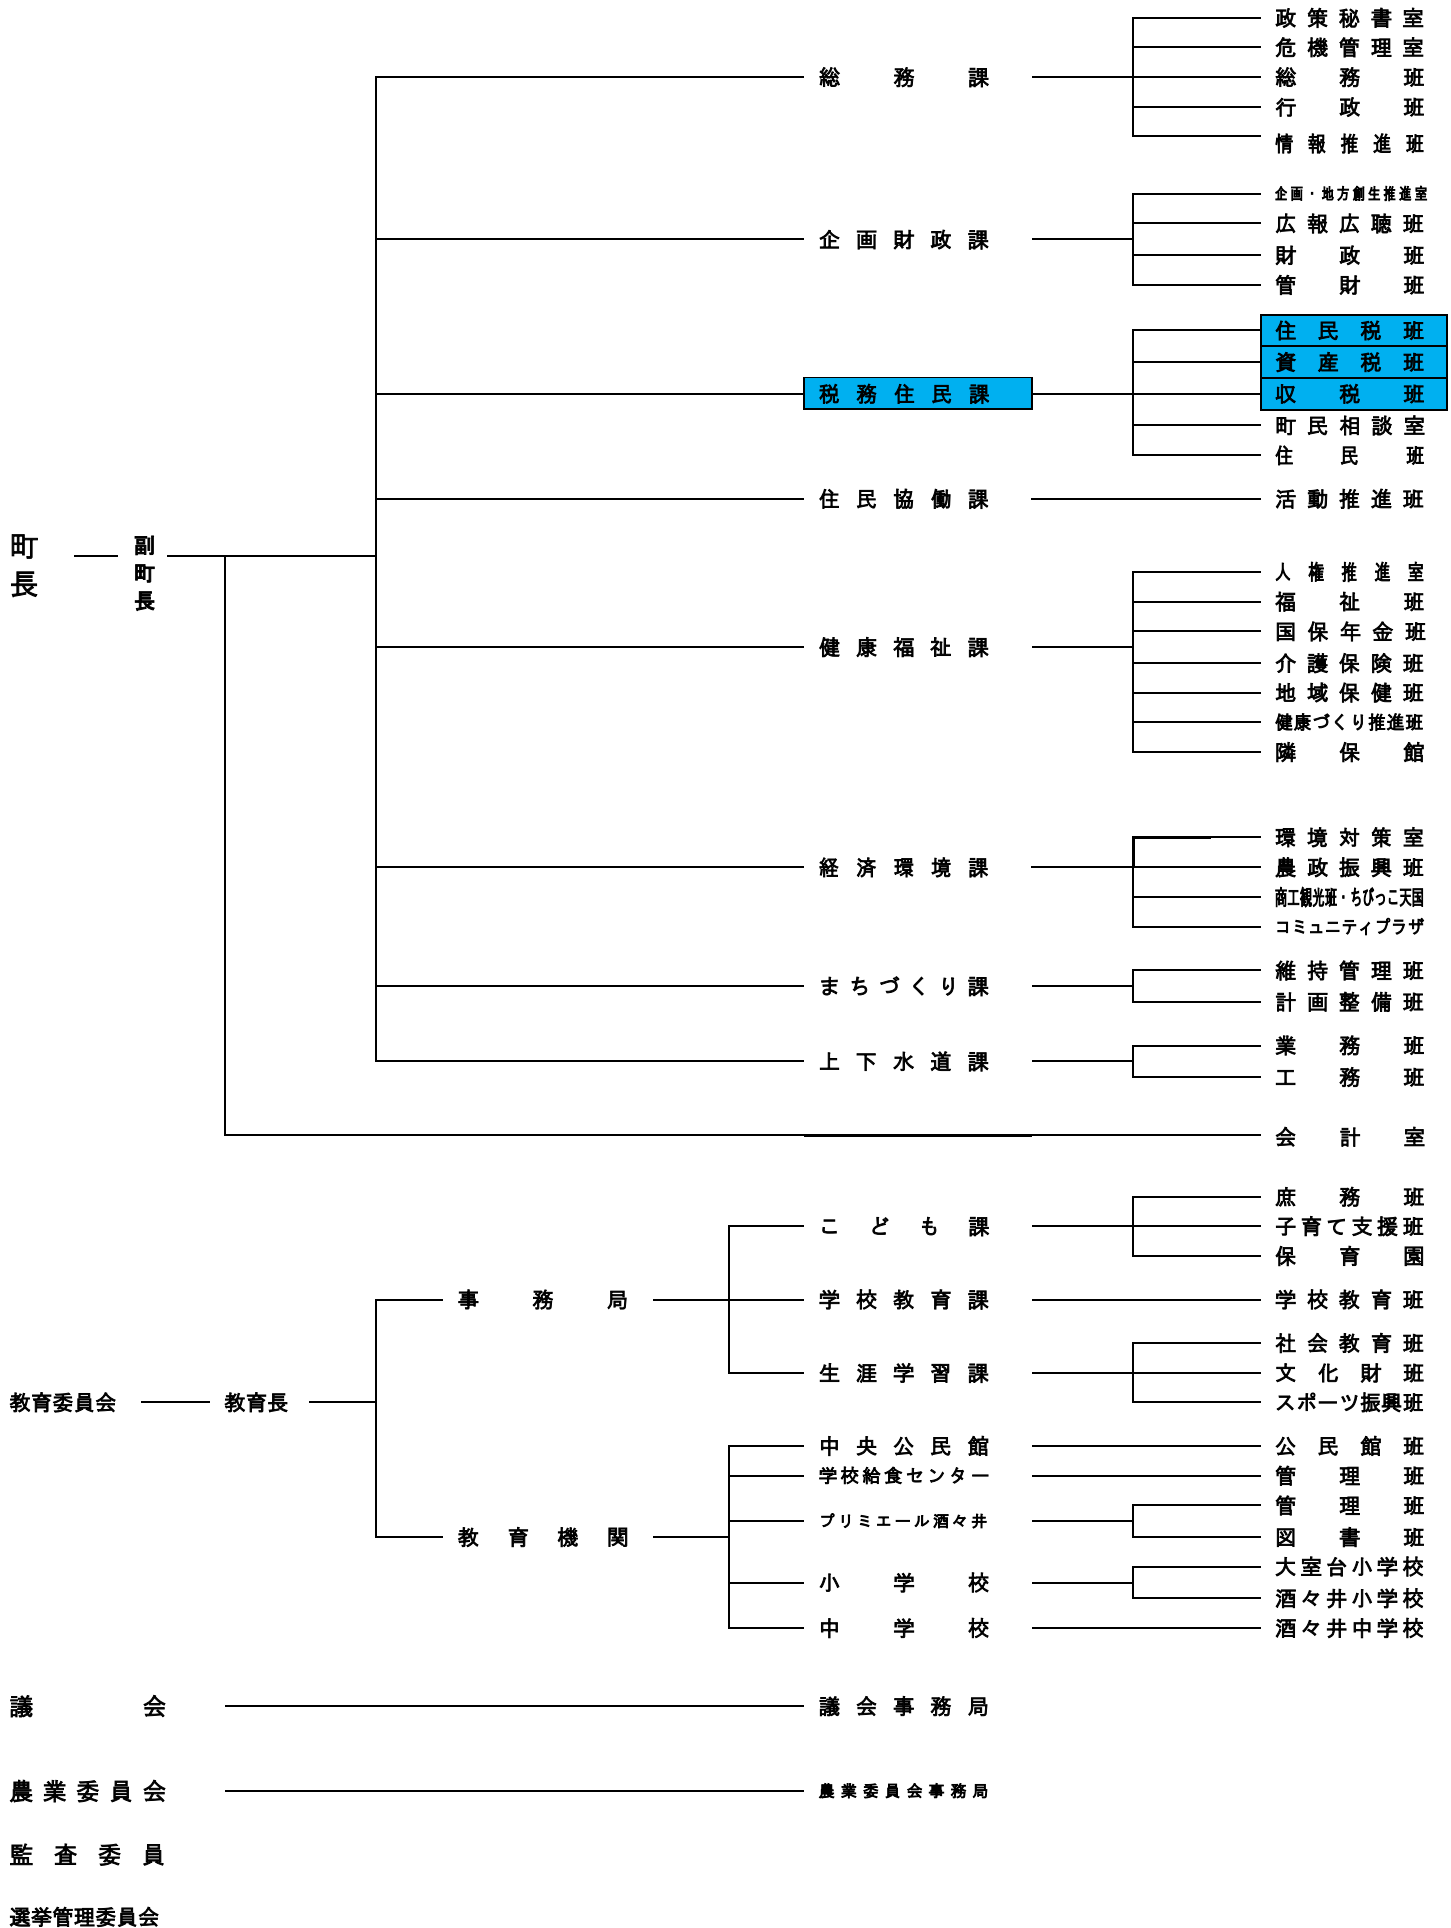 政策秘書室
危機管理室
総務課
総務班
行政班
情報推進班
企画・地方創生推進室
広報広聴班
企画財政課
財政班
管財班
住民税班
資産税班
税務住民課
収税班
町民相談室
住民班
住民協働課
活動推進班
町長
副町長
人権推進室
福祉班
国保年金班
健康福祉課
介護保険班
地域保健班
健康づくり推進班
隣保館
環境対策室
経済環境課
農政振興班
商工観光班・ちびっこ天国
コミュニティプラザ
維持管理班
まちづくり課
計画整備班
業務班
上下水道課
工務班
会計室
庶務班
こども課
子育て支援班
保育園
事務局
学校教育課
学校教育班
社会教育班
生涯学習課
文化財班
スポーツ振興班
教育委員会
教育長
中央公民館
公民館班
学校給食センター
管理班
管理班
プリミエール酒々井
図書班
教育機関
大室台小学校
小学校
酒々井小学校
中学校
酒々井中学校
議会
議会事務局
農業委員会
農業委員会事務局
監査委員
選挙管理委員会